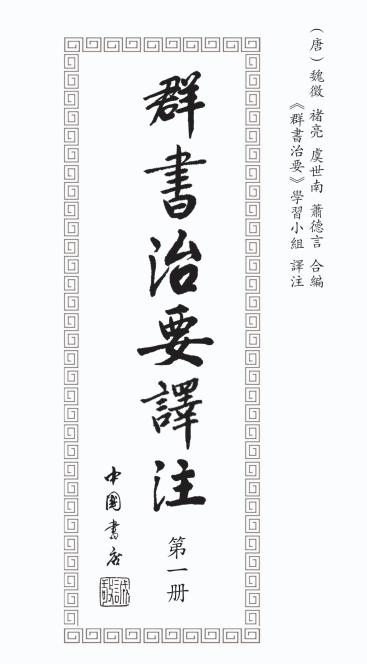 （唐）魏徵 褚亮 虞世南 蕭德言 合編
《群書治要》學習小組 譯注
群書治要譯注
第一册
中國書店